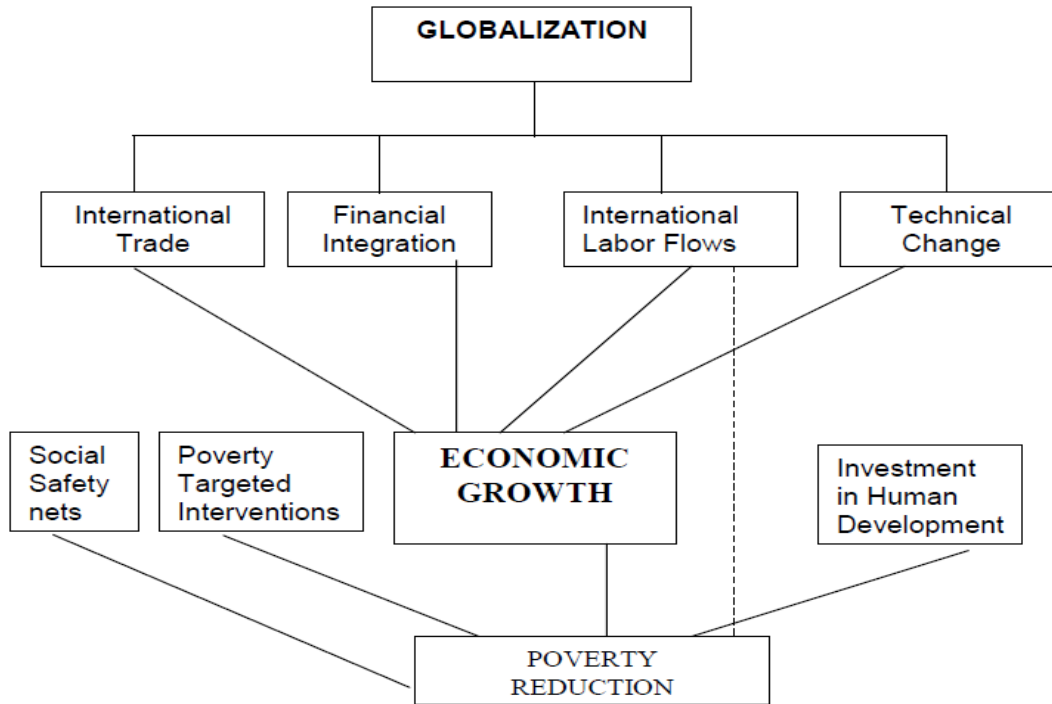 GLOBALIZATION
International
Trade
Financial
Integration
International
Labor Flows
Technical
Change
Social
Safety
nets
Poverty
Targeted
Interventions
ECONOMIC
GROWTH
Investment
in Human
Development
POVERTY
REDUCTION